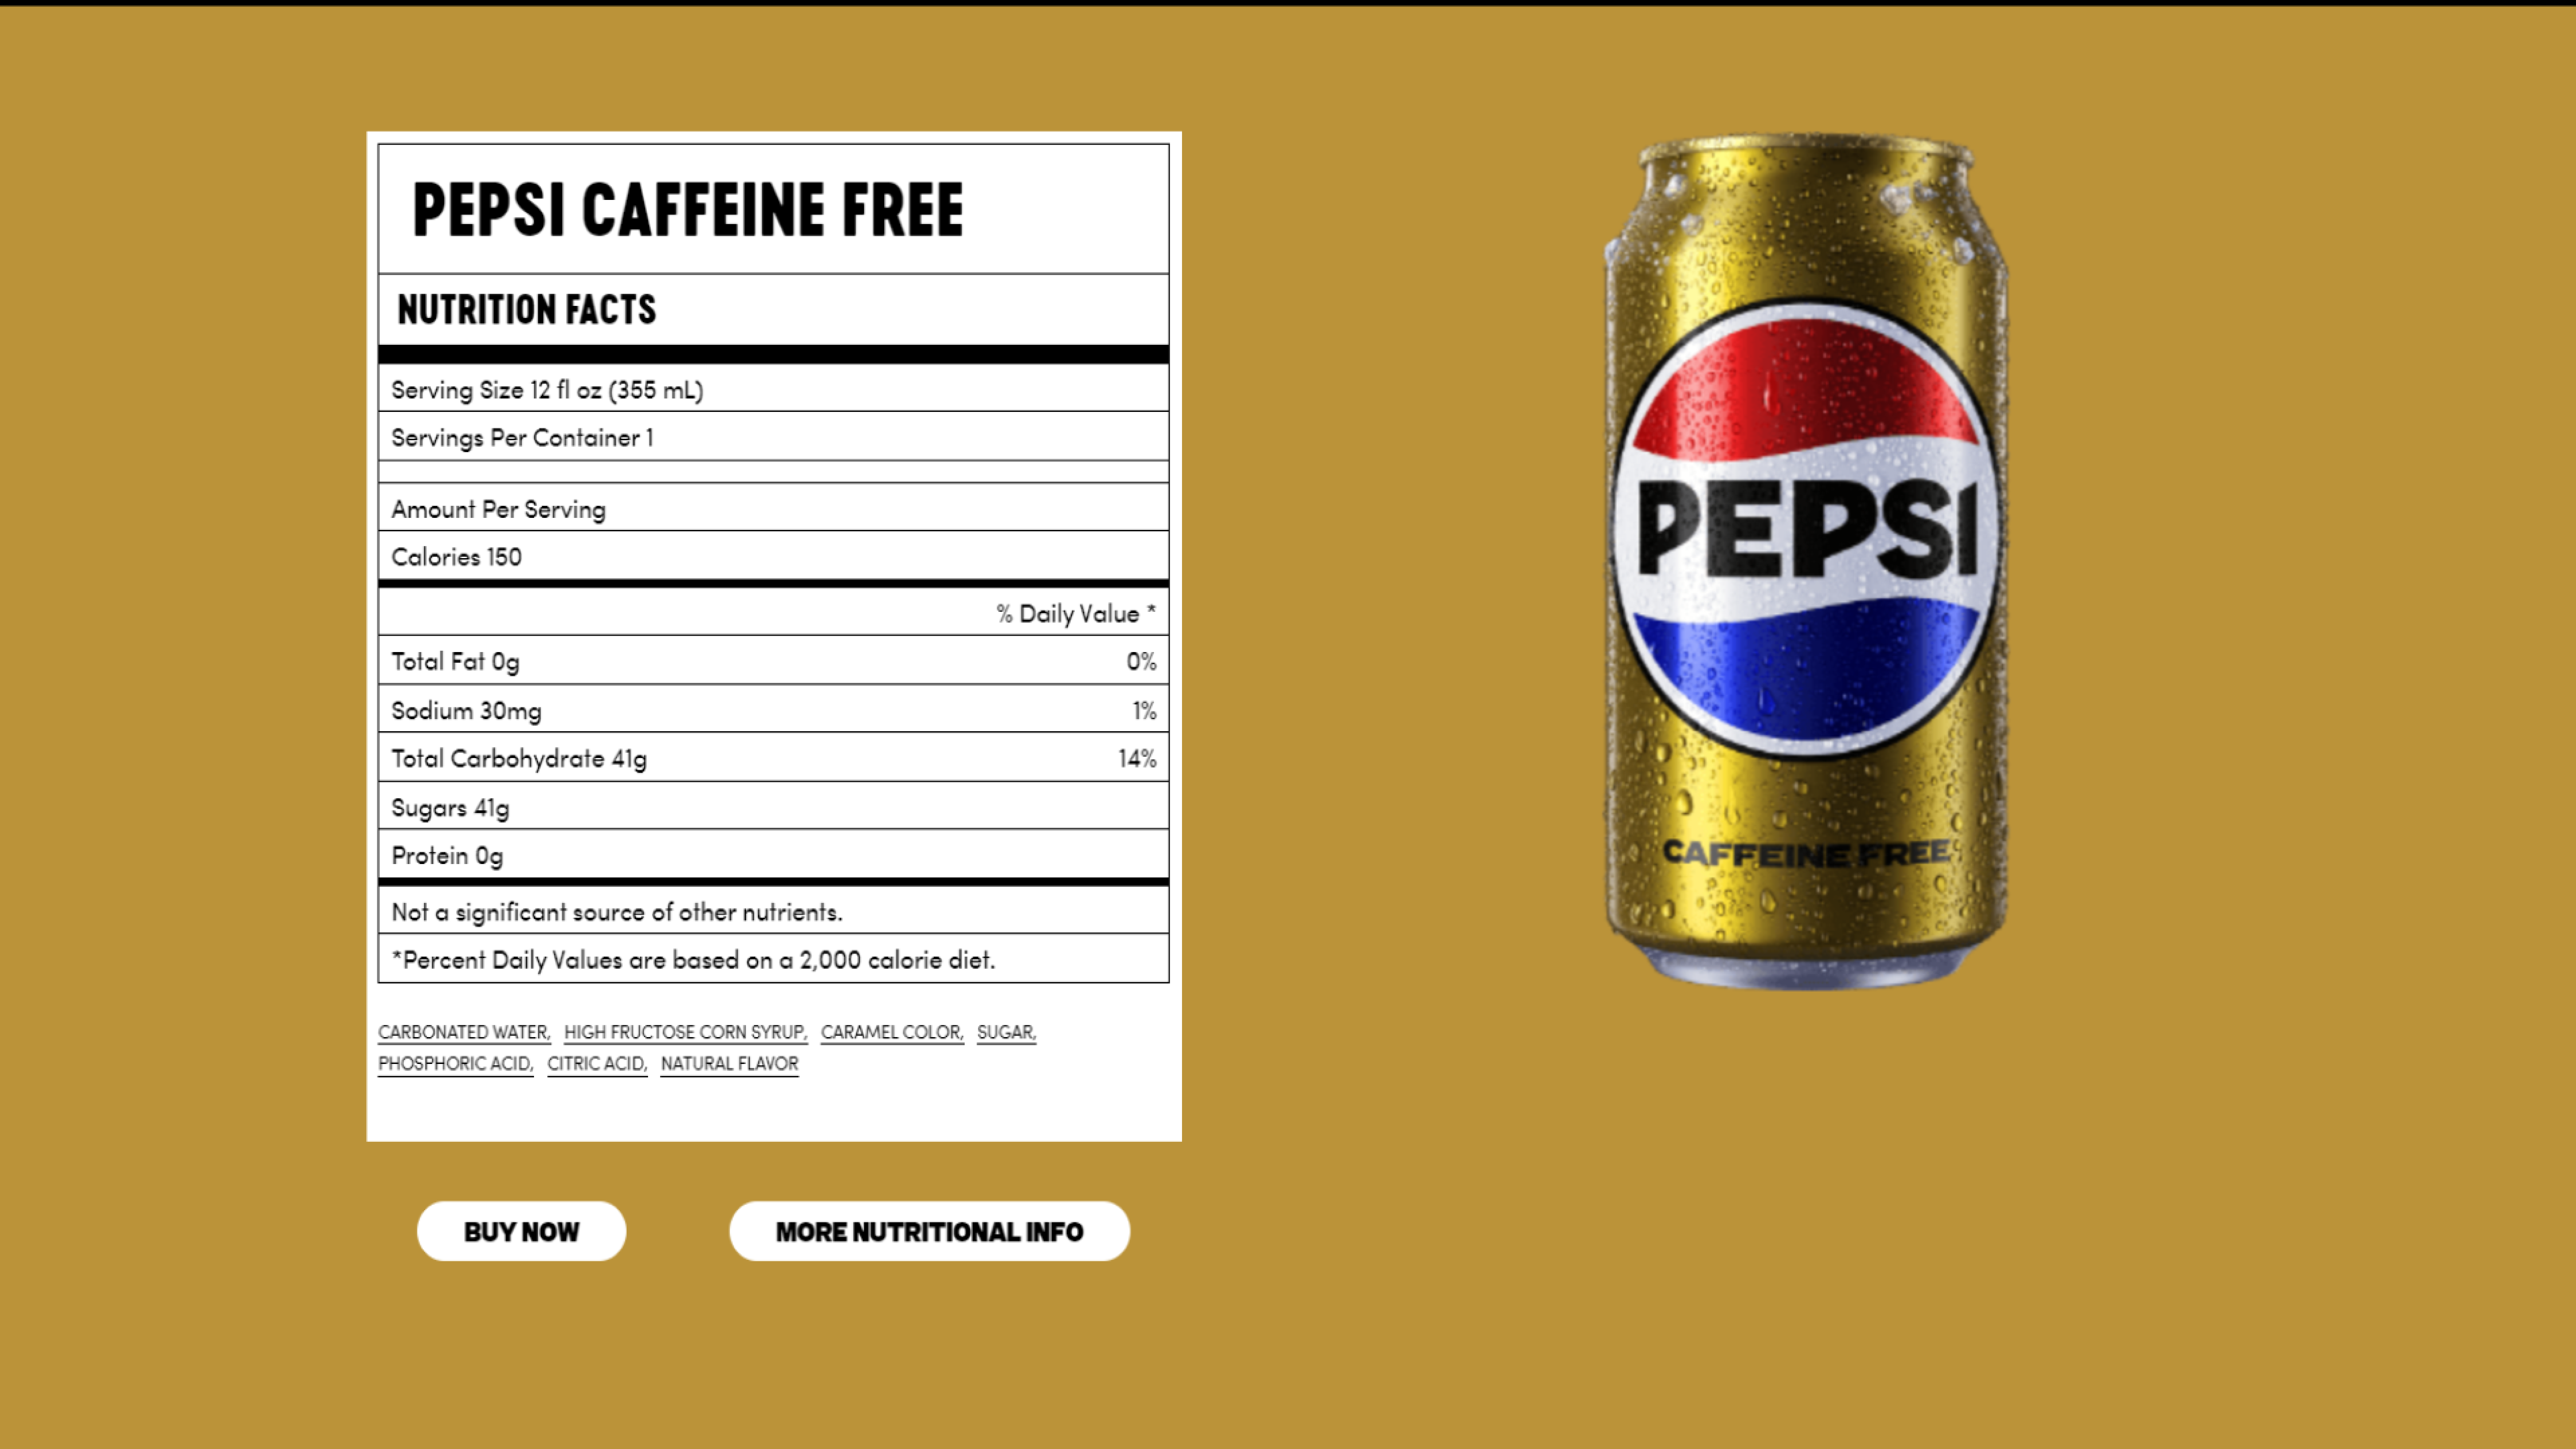 PEPSI CAFFEINE FREE
NUTRITION FACTS
Serving Size 12 fl oz (355 mL)
Servings Per Container 1
Amount Per Serving
Calories 150
% Daily Value *
Total Fat 0g 0%
Sodium 30mg 1%
Total Carbohydrate 41g 14%
Sugars 41g
Protein 0g
Not a significant source of other nutrients.
*Percent Daily Values are based on a 2,000 calorie diet.
CARBONATED WATER, HIGH FRUCTOSE CORN SYRUP, CARAMEL COLOR, SUGAR,
PHOSPHORIC ACID, CITRIC ACID, NATURAL FLAVOR
BUY NOW MORE NUTRITIONAL INFO
PEPSI
CAFFEINE FREE